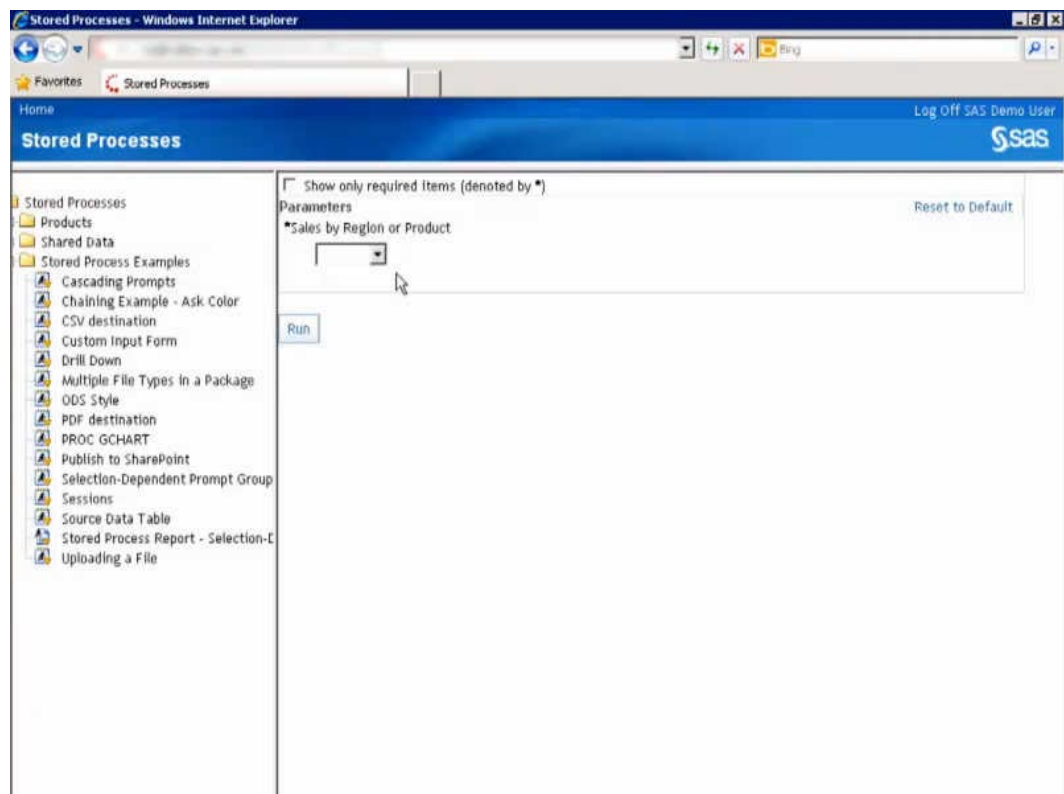 Stored Processes - Windows Internet Explorer
Bing
Favorites
Stored Processes
Home
Log Off SAS Demo User
Stored Processes
sas
Show only required items (denoted by *)
Parameters
Reset to Default
*Sales by Region or Product
Run
Stored Processes
Products
Shared Data
Stored Process Examples
Cascading Prompts
Chaining Example - Ask Color
CSV destination
Custom Input Form
Drill Down
Multiple File Types in a Package
ODS Style
PDF destination
PROC GCHART
Publish to SharePoint
Selection-Dependent Prompt Group
Sessions
Source Data Table
Stored Process Report - Selection-D
Uploading a File